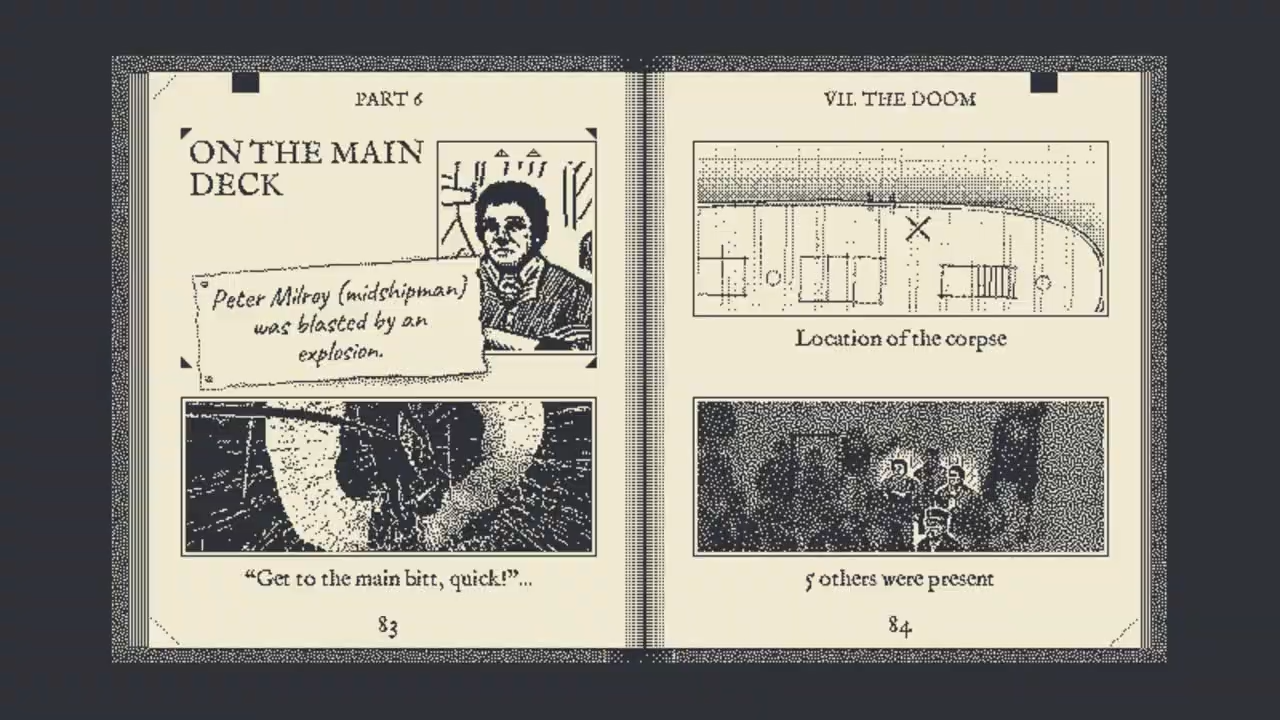 PART 6
ON THE MAIN
DECK
Peter Milroy (midshipman)
was blasted by an
explosion.
“Get to the main bitt, quick!”...
83
VII. THE DOOM
Location of the corpse
5 others were present
84